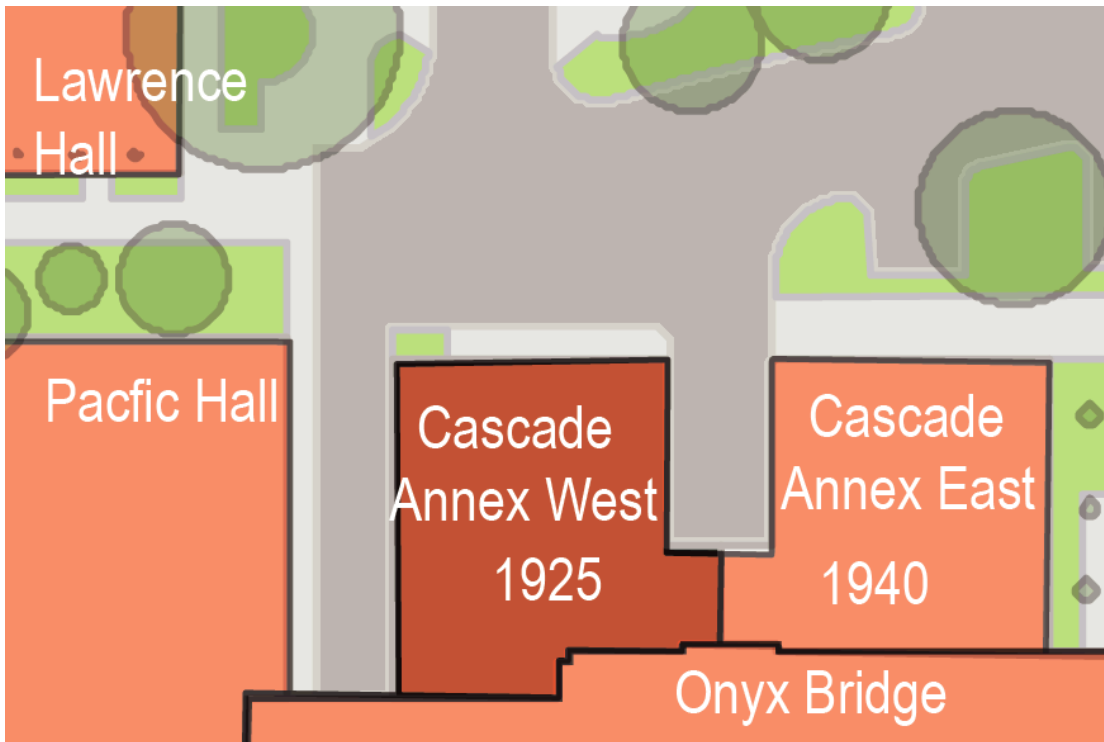 Lawrence
Hall
Pacfic Hall
Cascade
Annex West
1925
Cascade
Annex East
1940
Onyx Bridge